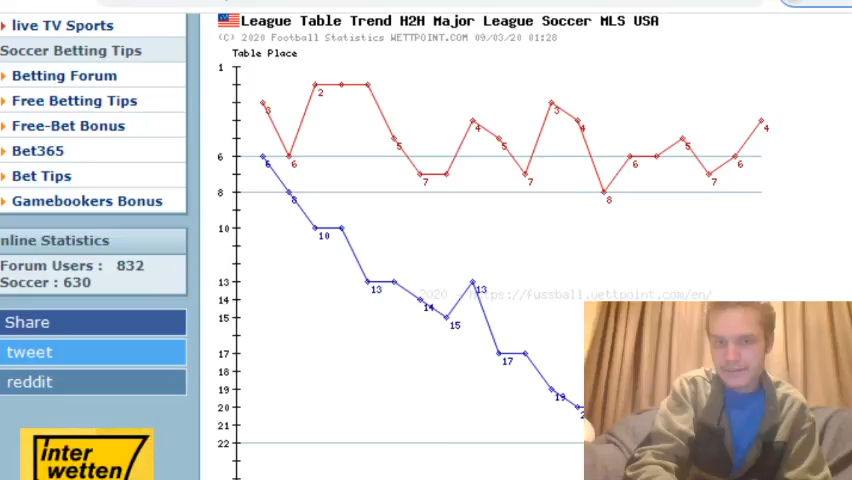 live TV Sports
Soccer Betting Tips
Betting Forum
Free Betting Tips
Free-Bet Bonus
Bet365
Bet Tips
Gamebookers Bonus
nline Statistics
Forum Users : 832
Soccer : 630
Share
tweet
reddit
inter
wetten
League Table Trend H2H Major League Soccer MLS USA
(C) 2020 Football Statistics WETTPOINT.COM 09/03/20 01:28
Table Place
1
6
8
10
13
14
15
17
18
19
20
21
22
3
6
2
5
7
4
5
7
3
4
8
6
5
7
6
4
6
8
10
13
14
15
13
17
19
2020 - https://fussball.wettpoint.com/en/